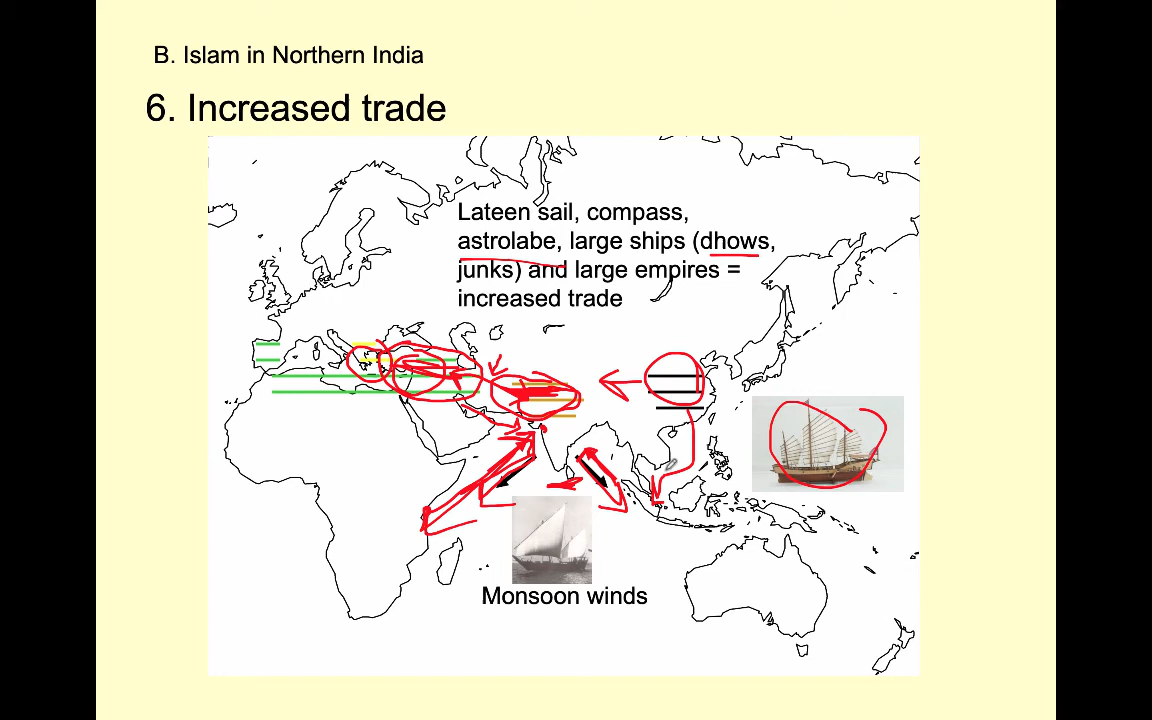 B. Islam in Northern India
6. Increased trade
Lateen sail, compass,
astrolabe, large ships (dhows,
junks) and large empires =
increased trade
Monsoon winds